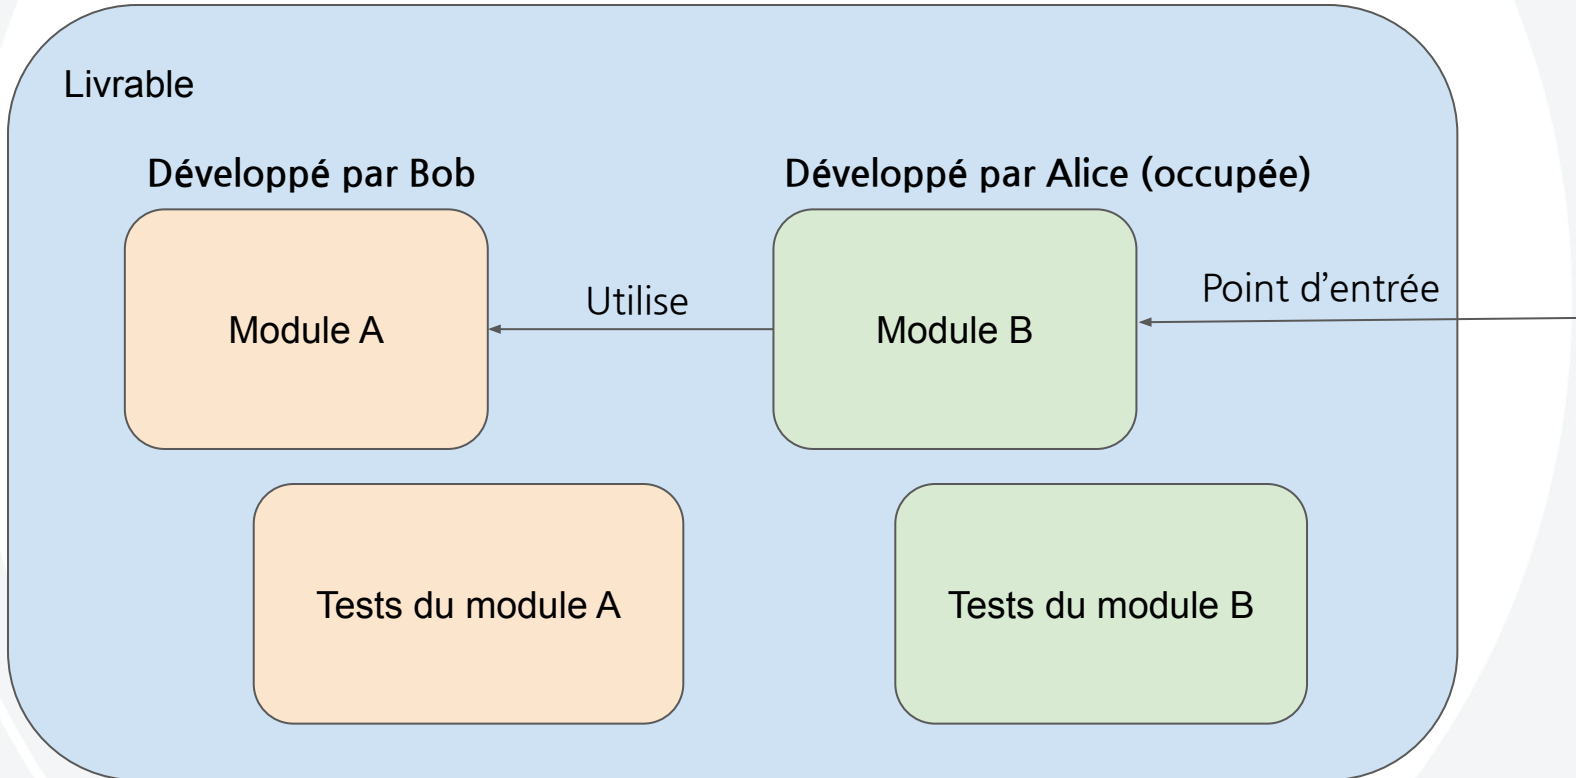 Livrable
Développé par Bob
Développé par Alice (occupée)
Module A
Utilise
Module B
Point d’entrée
Tests du module A
Tests du module B